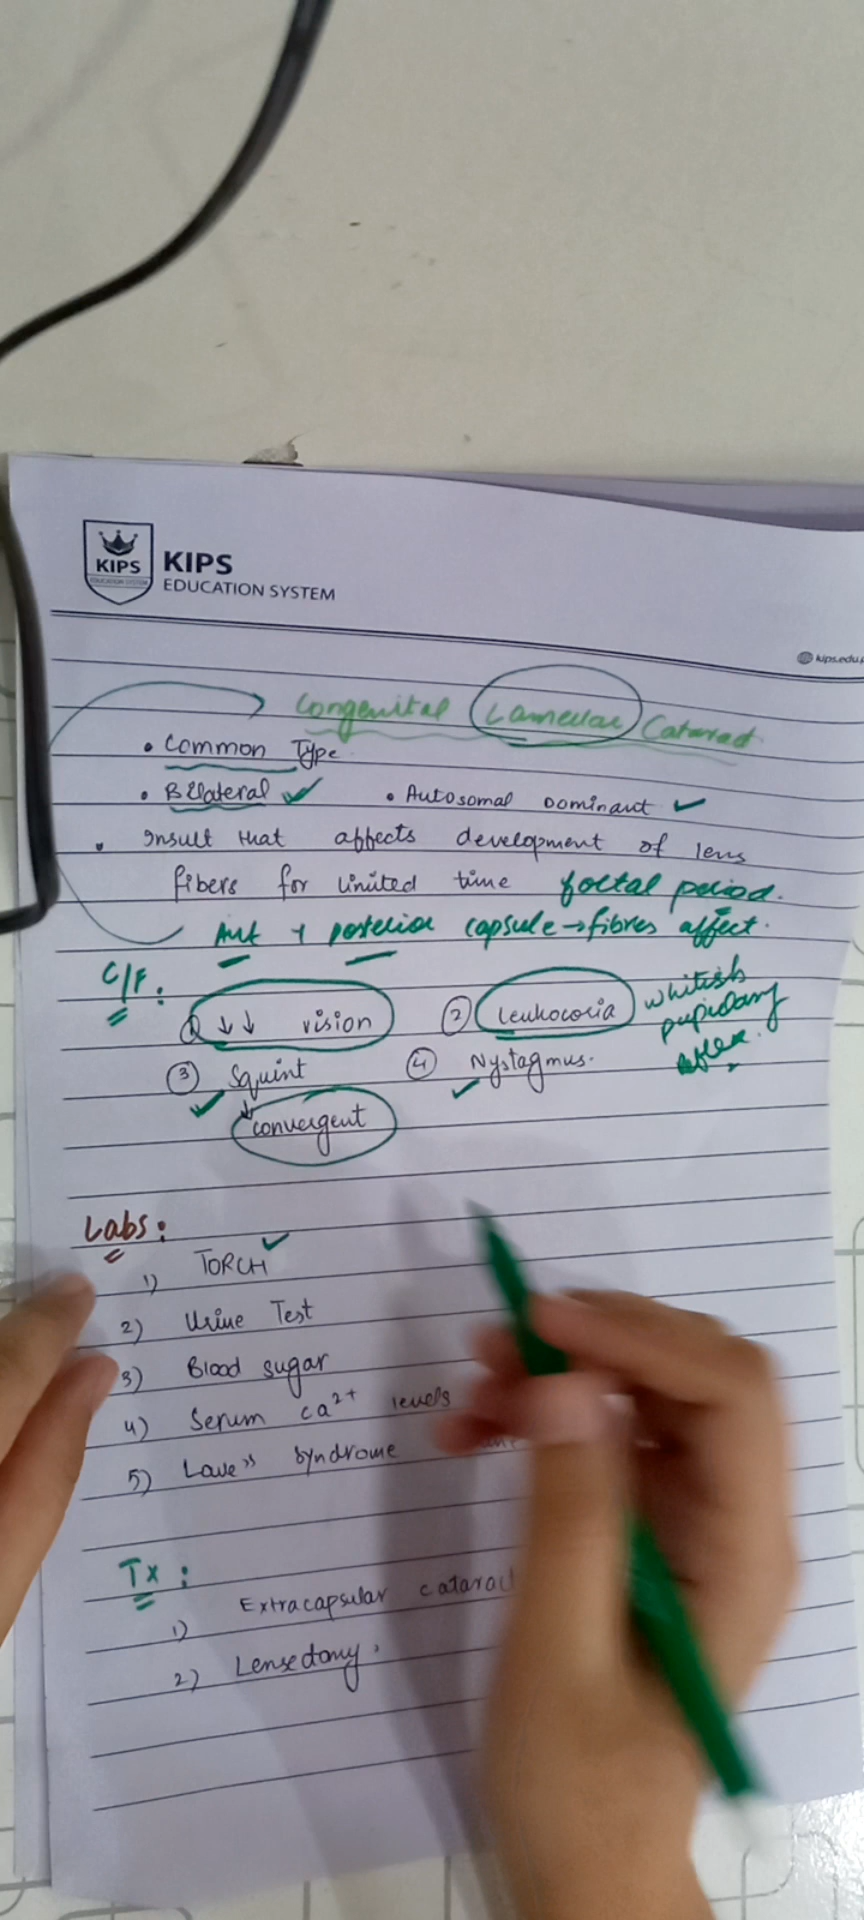 KIPS
EDUCATION SYSTEM
KIPS
kips.edu.p
Congenital Lamellar Cataract
• Common Type
• Bilateral ✓ • Autosomal Dominant ✓
• Insult that affects development of lens
fibers for limited time foetal period.
Ant + posterior capsule → fibres affect.
C/F:
① ↓↓ vision ② Leukocoria whitish
pupillary
③ Squint ④ Nystagmus.
↓
convergent
Labs:
1) TORCH ✓
2) Urine Test
3) Blood sugar
4) Serum Ca²⁺ levels
5) Lowe's syndrome
Tx:
1) Extracapsular catarac
2) Lensectomy.